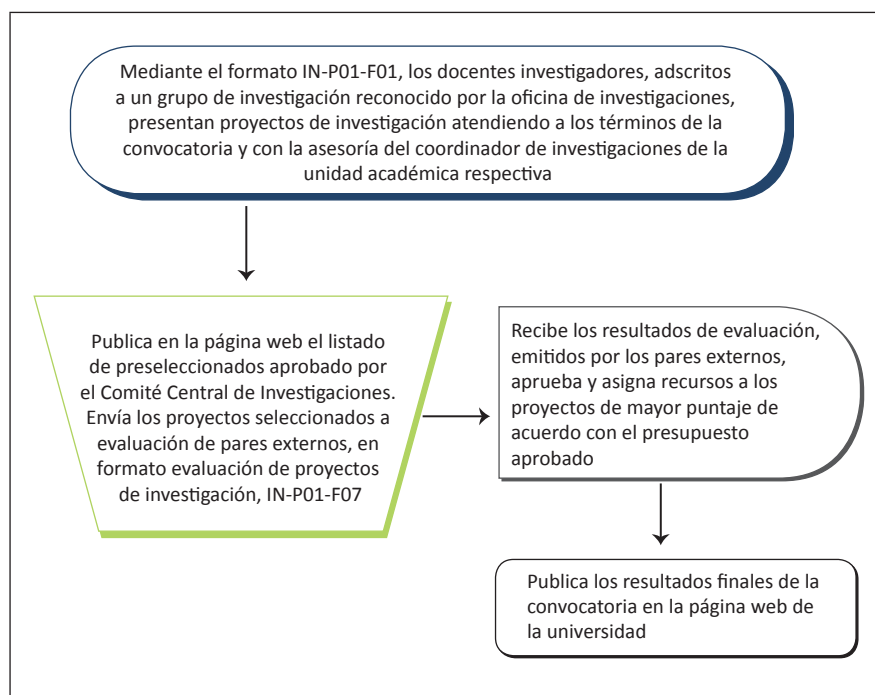 Mediante el formato IN-P01-F01, los docentes investigadores, adscritos
a un grupo de investigación reconocido por la oficina de investigaciones,
presentan proyectos de investigación atendiendo a los términos de la
convocatoria y con la asesoría del coordinador de investigaciones de la
unidad académica respectiva
Publica en la página web el listado
de preseleccionados aprobado por
el Comité Central de Investigaciones.
Envía los proyectos seleccionados a
evaluación de pares externos, en
formato evaluación de proyectos
de investigación, IN-P01-F07
Recibe los resultados de evaluación,
emitidos por los pares externos,
aprueba y asigna recursos a los
proyectos de mayor puntaje de
acuerdo con el presupuesto
aprobado
Publica los resultados finales de la
convocatoria en la página web de
la universidad